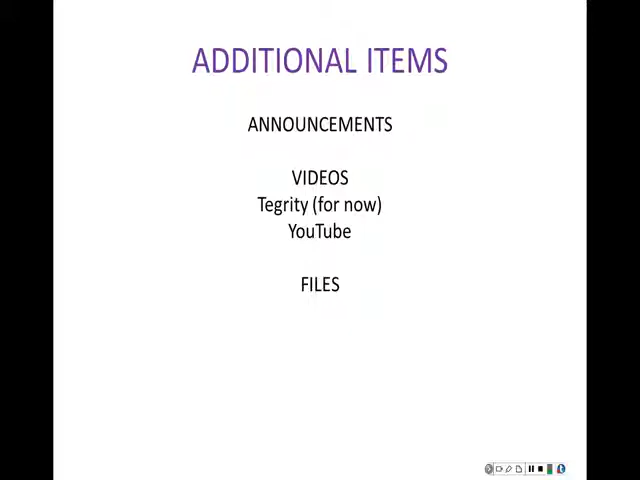 ADDITIONAL ITEMS
ANNOUNCEMENTS
VIDEOS
Tegrity (for now)
YouTube
FILES